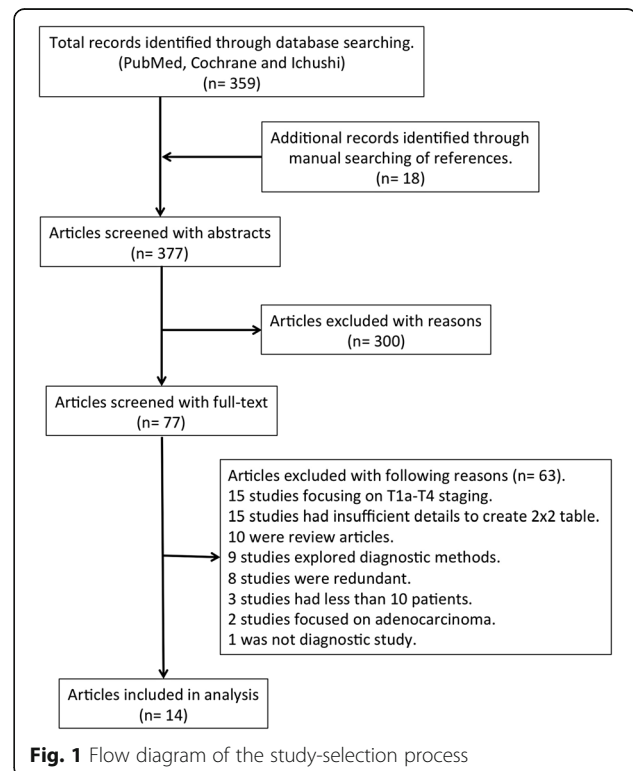 Total records identified through database searching.
(PubMed, Cochrane and Ichushi)
(n= 359)
Additional records identified through
manual searching of references.
(n= 18)
Articles screened with abstracts
(n= 377)
Articles excluded with reasons
(n= 300)
Articles screened with full-text
(n= 77)
Articles excluded with following reasons (n= 63).
15 studies focusing on T1a-T4 staging.
15 studies had insufficient details to create 2x2 table.
10 were review articles.
9 studies explored diagnostic methods.
8 studies were redundant.
3 studies had less than 10 patients.
2 studies focused on adenocarcinoma.
1 was not diagnostic study.
Articles included in analysis
(n= 14)
Fig. 1 Flow diagram of the study-selection process